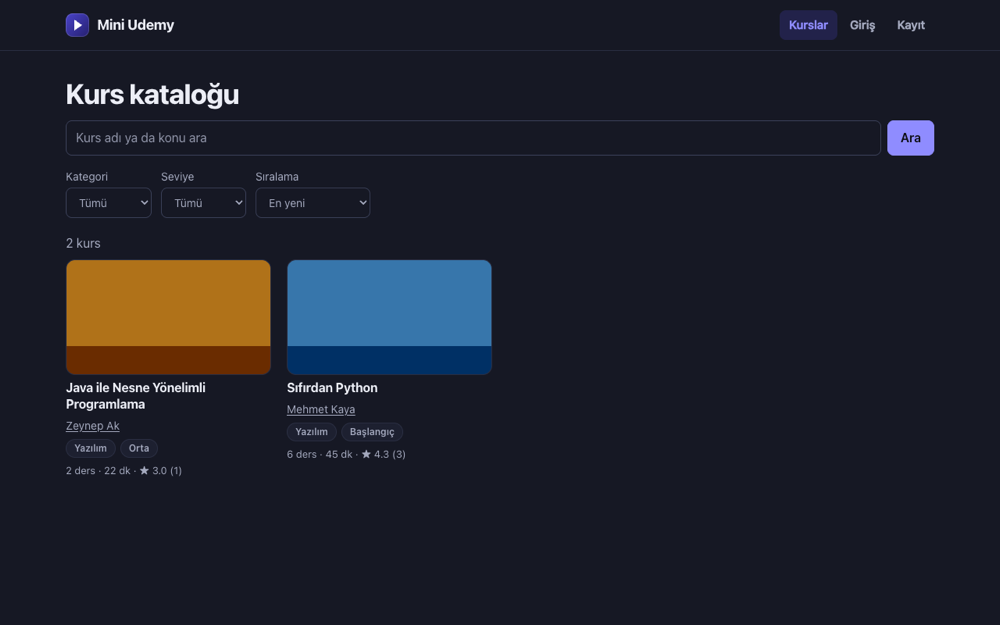 Mini Udemy
Kurslar
Giriş
Kayıt
Kurs kataloğu
Kurs adı ya da konu ara
Ara
Kategori
Seviye
Sıralama
Tümü
Tümü
En yeni
2 kurs
Java ile Nesne Yönelimli
Programlama
Zeynep Ak
Yazılım
Orta
2 ders · 22 dk · ★ 3.0 (1)
Sıfırdan Python
Mehmet Kaya
Yazılım
Başlangıç
6 ders · 45 dk · ★ 4.3 (3)